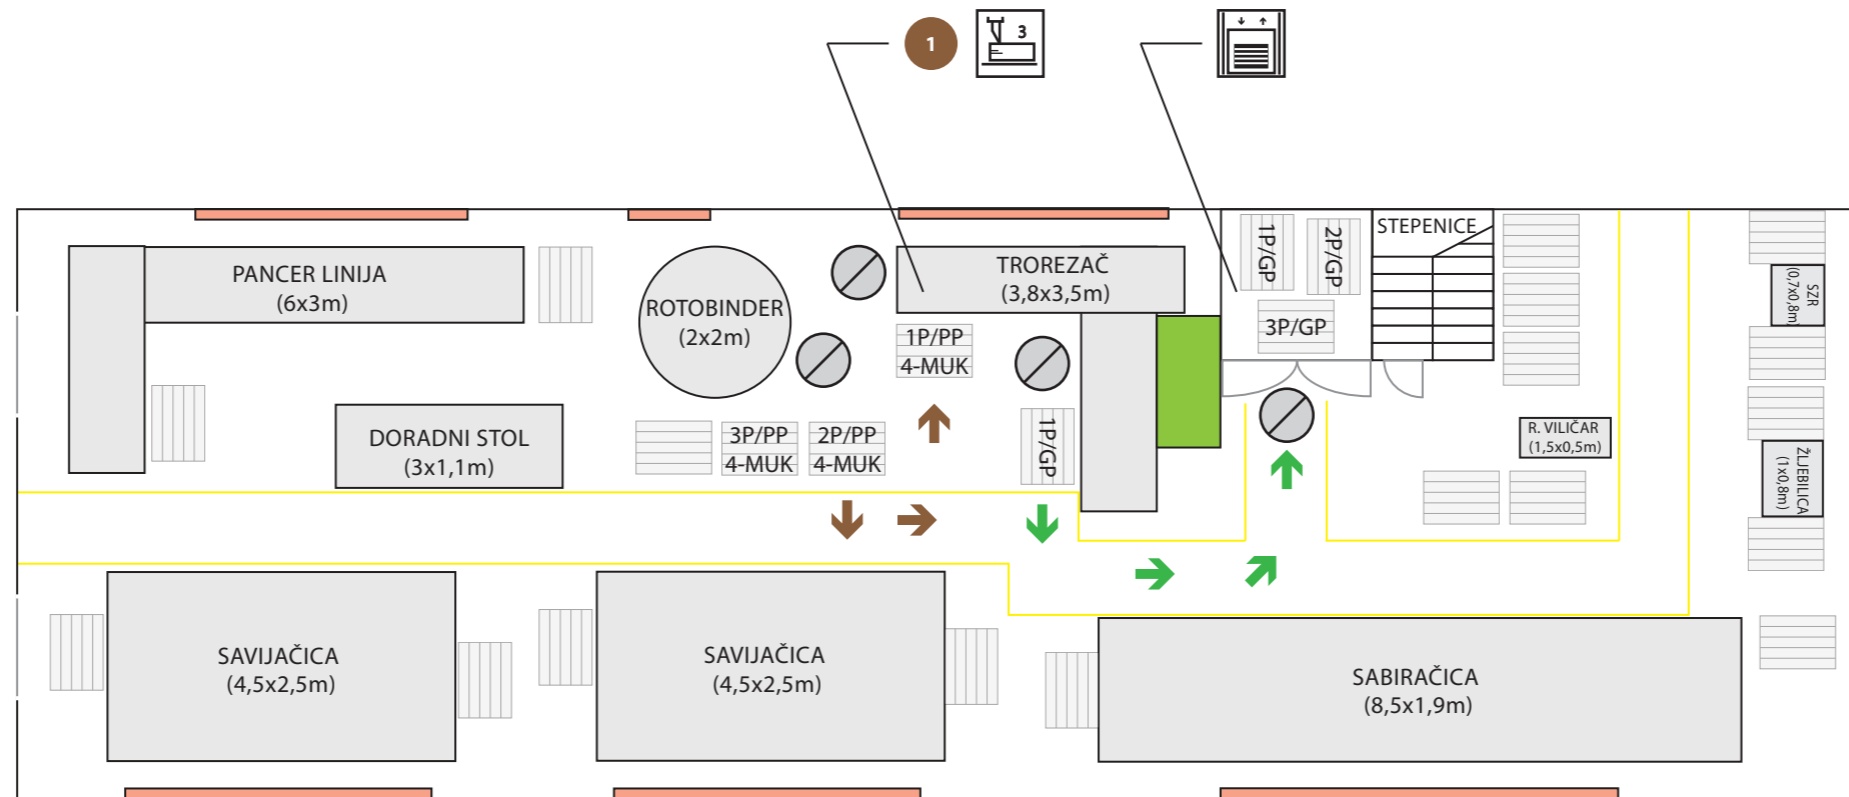 1
3
STEPENICE
1P/GP
2P/GP
3P/GP
PANCER LINIJA
(6x3m)
ROTOBINDER
(2x2m)
TROREZAČ
(3,8x3,5m)
1P/PP
4-MUK
SZR
(0,7x0,8m)
DORADNI STOL
(3x1,1m)
3P/PP
4-MUK
2P/PP
4-MUK
1P/GP
R. VILIČAR
(1,5x0,5m)
ŽLJEBILICA
(1x0,8m)
SAVIJAČICA
(4,5x2,5m)
SAVIJAČICA
(4,5x2,5m)
SABIRAČICA
(8,5x1,9m)